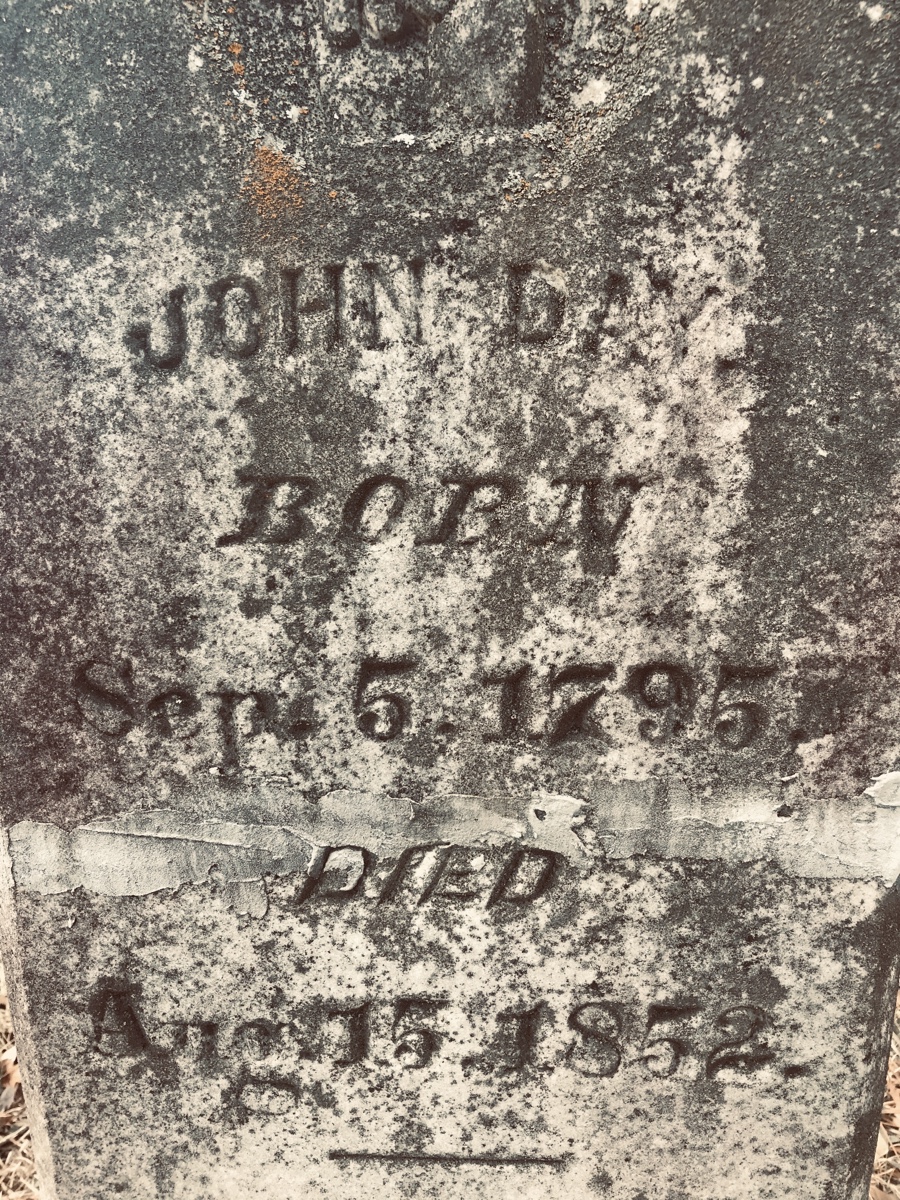 JOHN DAY
BORN
Sep. 5. 1795.
DIED
Aug. 15. 1852.